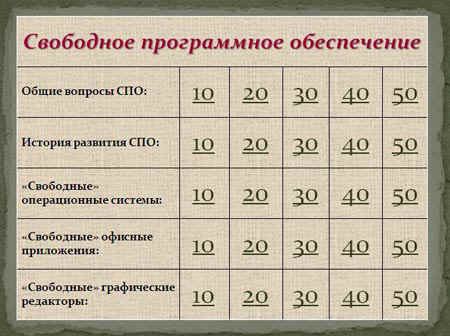 Свободное программное обеспечение
Общие вопросы СПО: 10 20 30 40 50
История развития СПО: 10 20 30 40 50
«Свободные»
операционные системы: 10 20 30 40 50
«Свободные» офисные
приложения: 10 20 30 40 50
«Свободные» графические
редакторы: 10 20 30 40 50